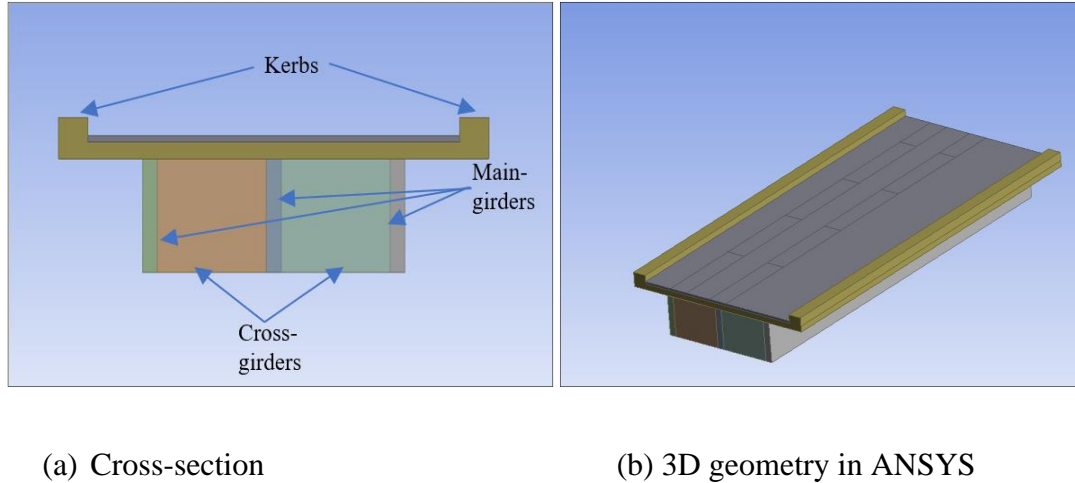 Kerbs
Main-
girders
Cross-
girders
(a) Cross-section
(b) 3D geometry in ANSYS